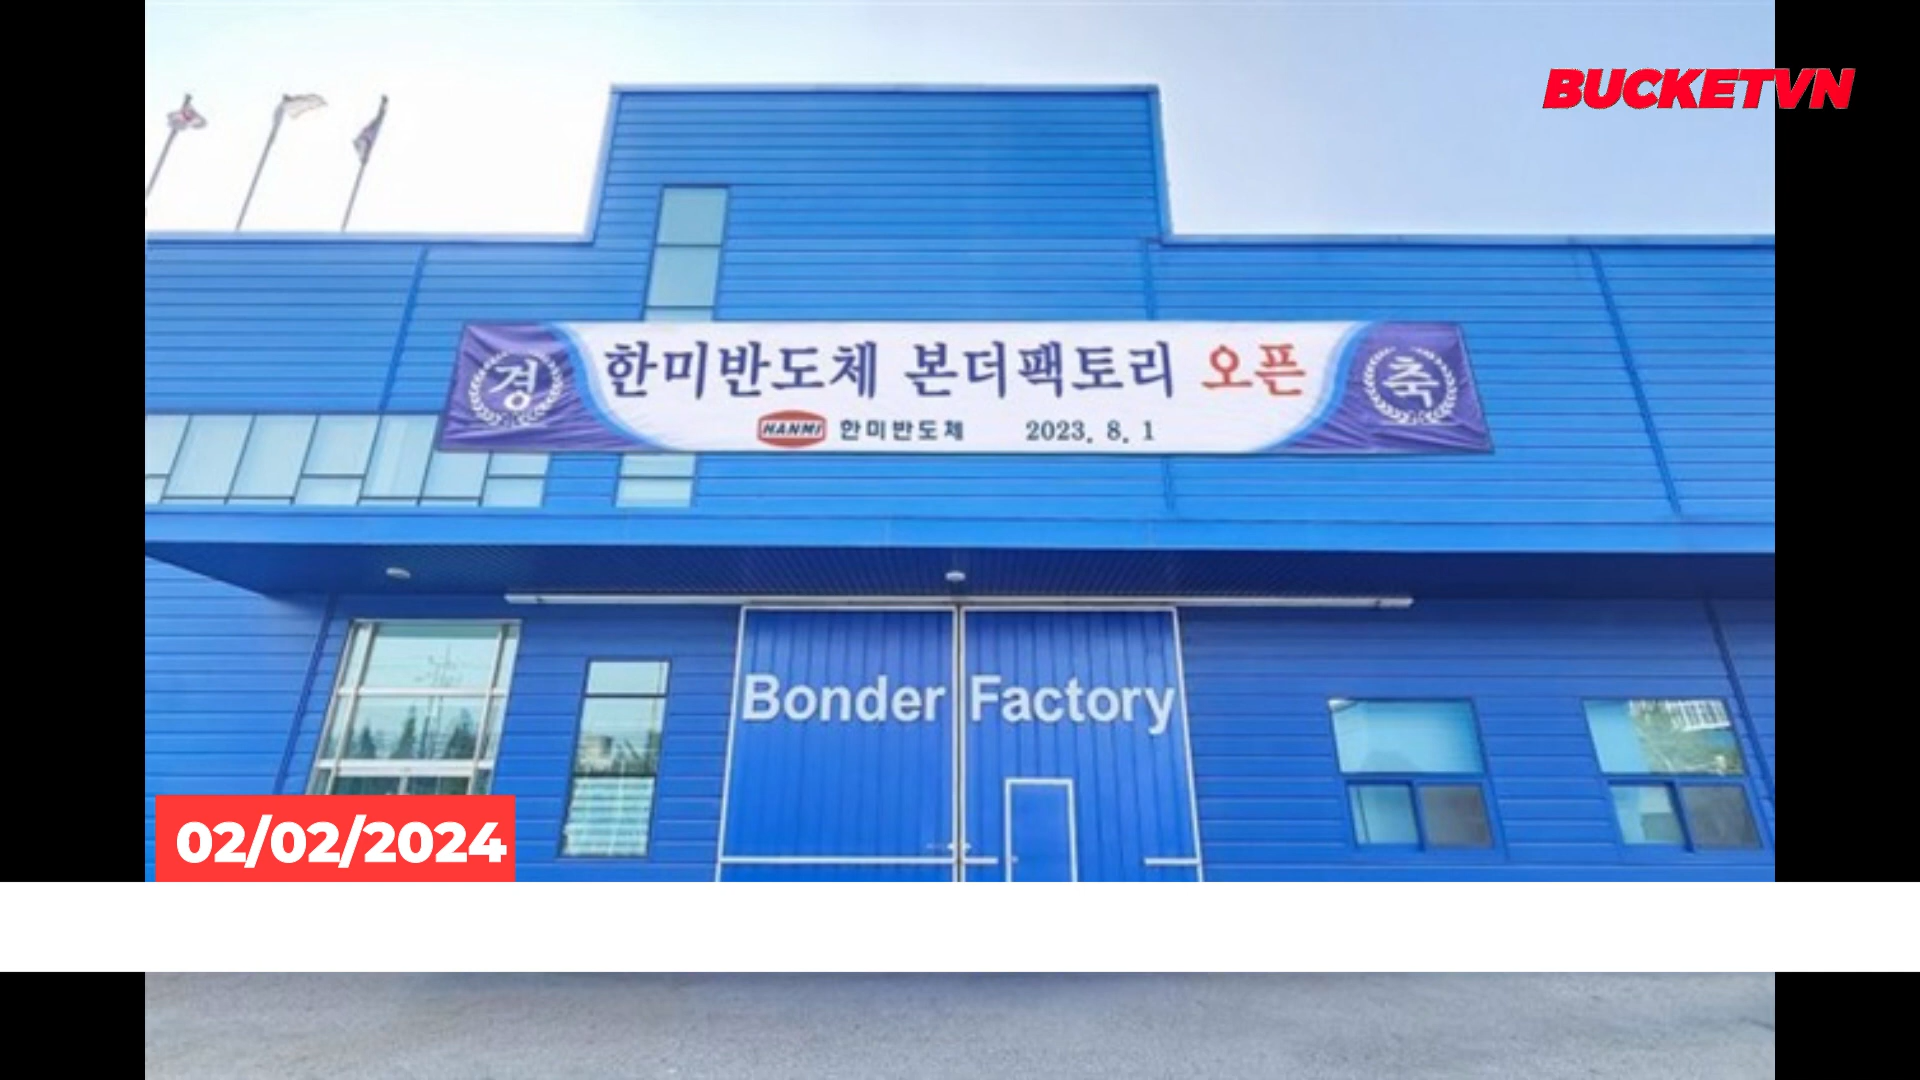 BUCKETVN
경 한미반도체 본더팩토리 오픈 축
HANMI 한미반도체 2023. 8. 1
Bonder Factory
02/02/2024